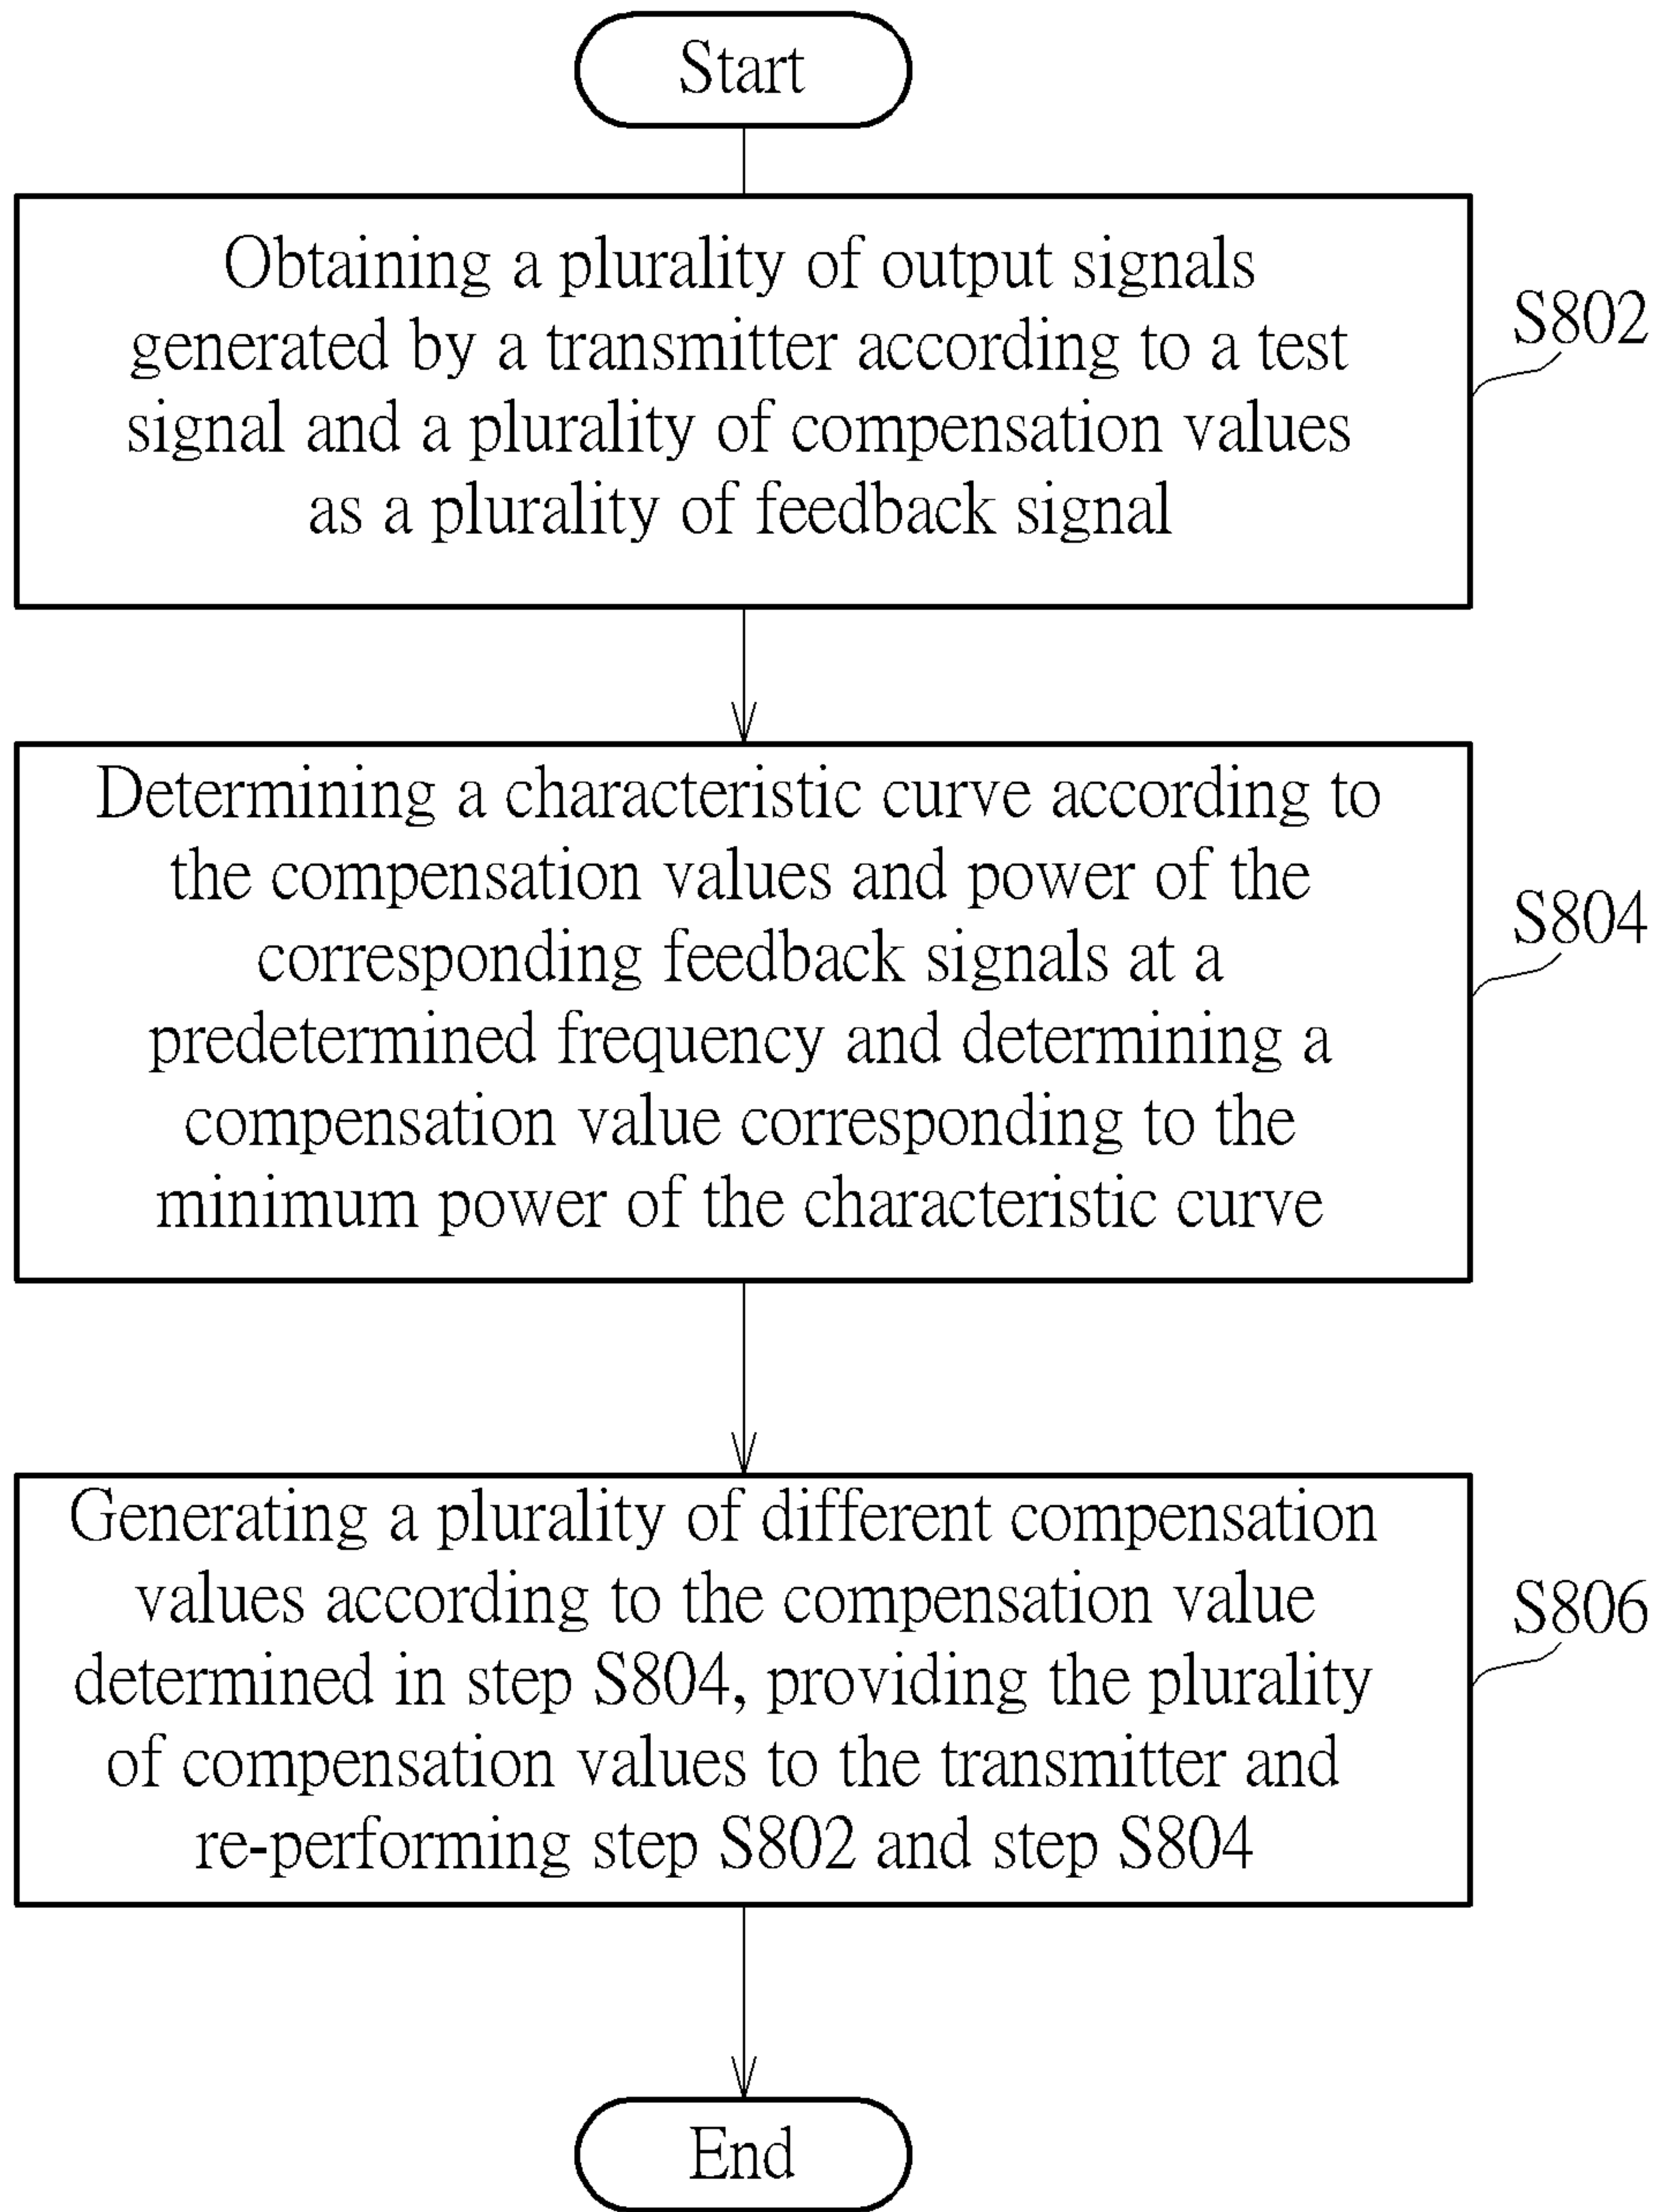 Start
Obtaining a plurality of output signals
generated by a transmitter according to a test
signal and a plurality of compensation values
as a plurality of feedback signal
S802
Determining a characteristic curve according to
the compensation values and power of the
corresponding feedback signals at a
predetermined frequency and determining a
compensation value corresponding to the
minimum power of the characteristic curve
S804
Generating a plurality of different compensation
values according to the compensation value
determined in step S804, providing the plurality
of compensation values to the transmitter and
re-performing step S802 and step S804
S806
End